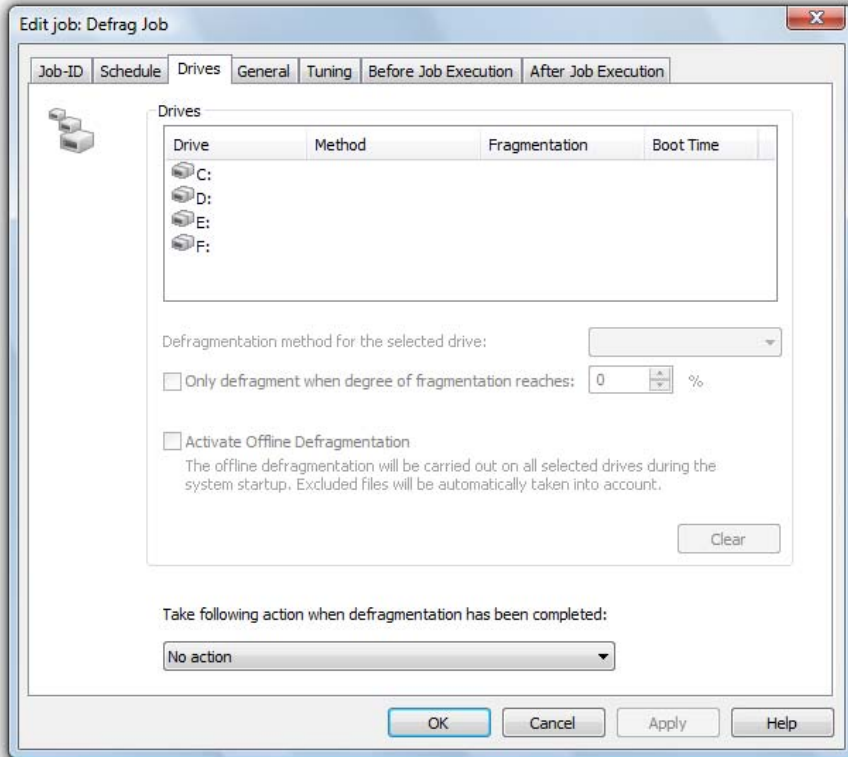 Edit job: Defrag Job
Job-ID Schedule Drives General Tuning Before Job Execution After Job Execution
Drives
Drive Method Fragmentation Boot Time
C:
D:
E:
F:
Defragmentation method for the selected drive:
Only defragment when degree of fragmentation reaches: 0 %
Activate Offline Defragmentation
The offline defragmentation will be carried out on all selected drives during the
system startup. Excluded files will be automatically taken into account.
Clear
Take following action when defragmentation has been completed:
No action
OK Cancel Apply Help